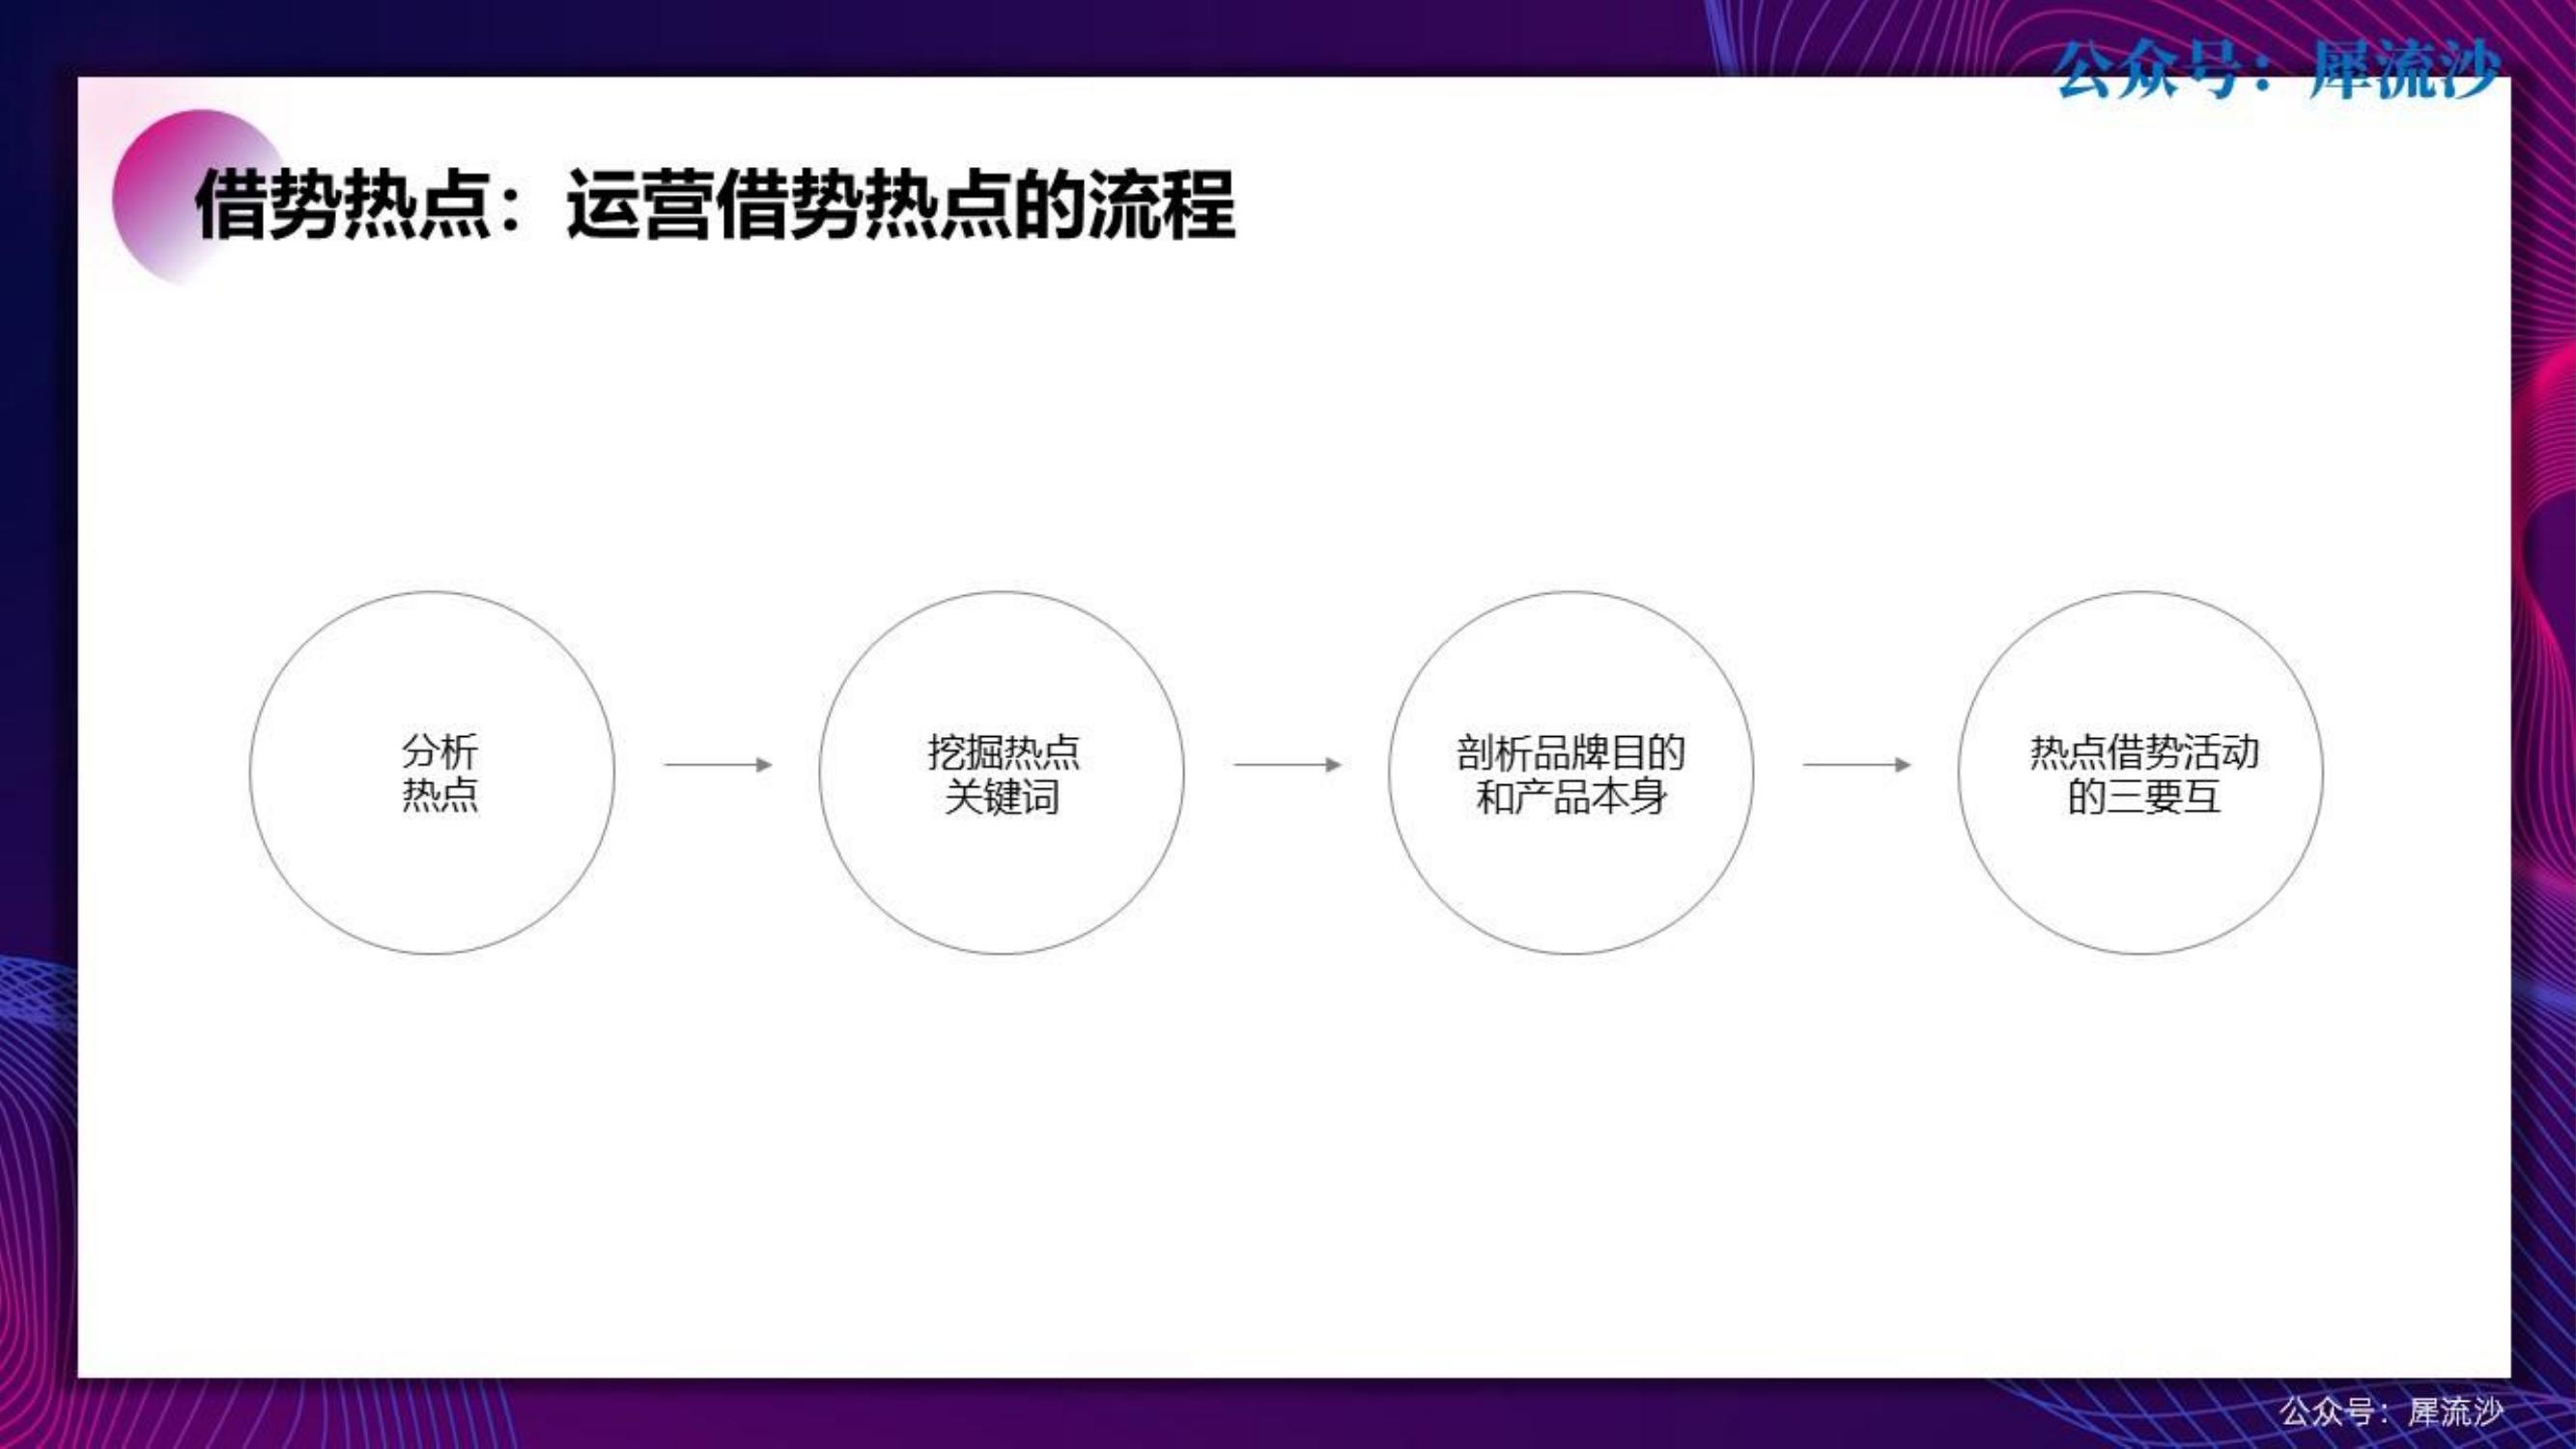 公众号：犀流沙
借势热点：运营借势热点的流程
分析
热点
挖掘热点
关键词
剖析品牌目的
和产品本身
热点借势活动
的三要互
公众号：犀流沙